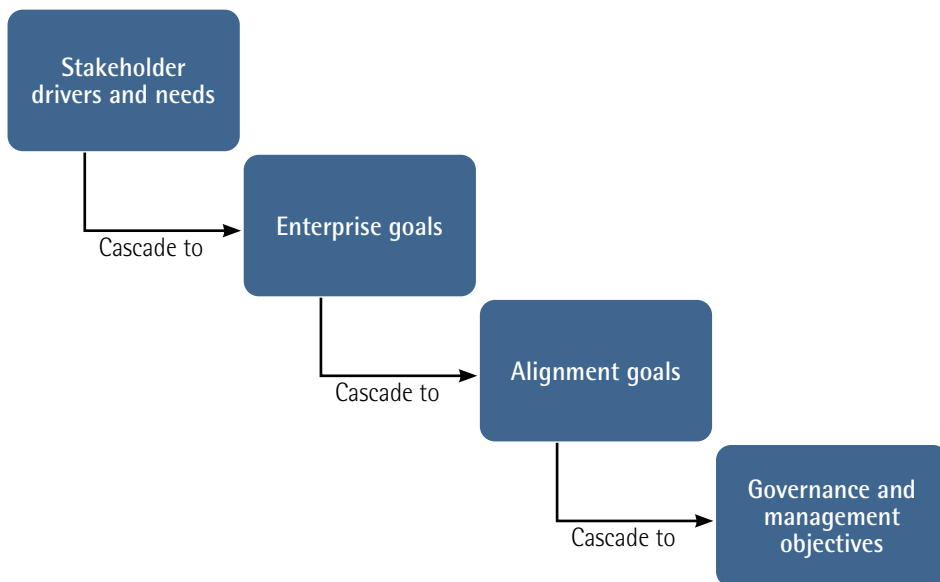 Stakeholder
drivers and needs
Cascade to
Enterprise goals
Cascade to
Alignment goals
Cascade to
Governance and
management
objectives